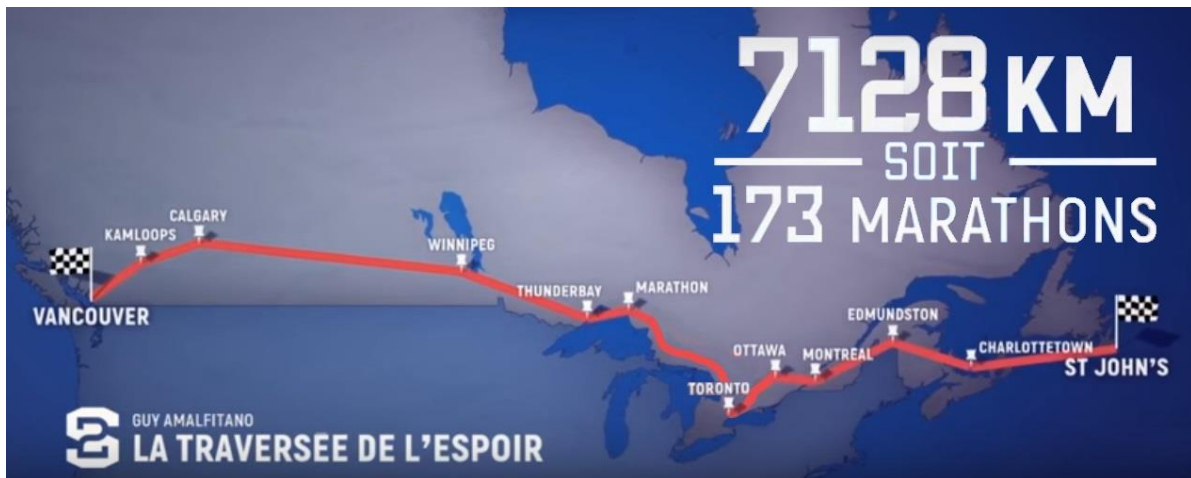 7128 KM
SOIT
173 MARATHONS
CALGARY
KAMLOOPS
WINNIPEG
VANCOUVER
THUNDERBAY
MARATHON
EDMUNDSTON
OTTAWA
MONTRÉAL
CHARLOTTETOWN
ST JOHN'S
TORONTO
GUY AMALFITANO
LA TRAVERSÉE DE L'ESPOIR